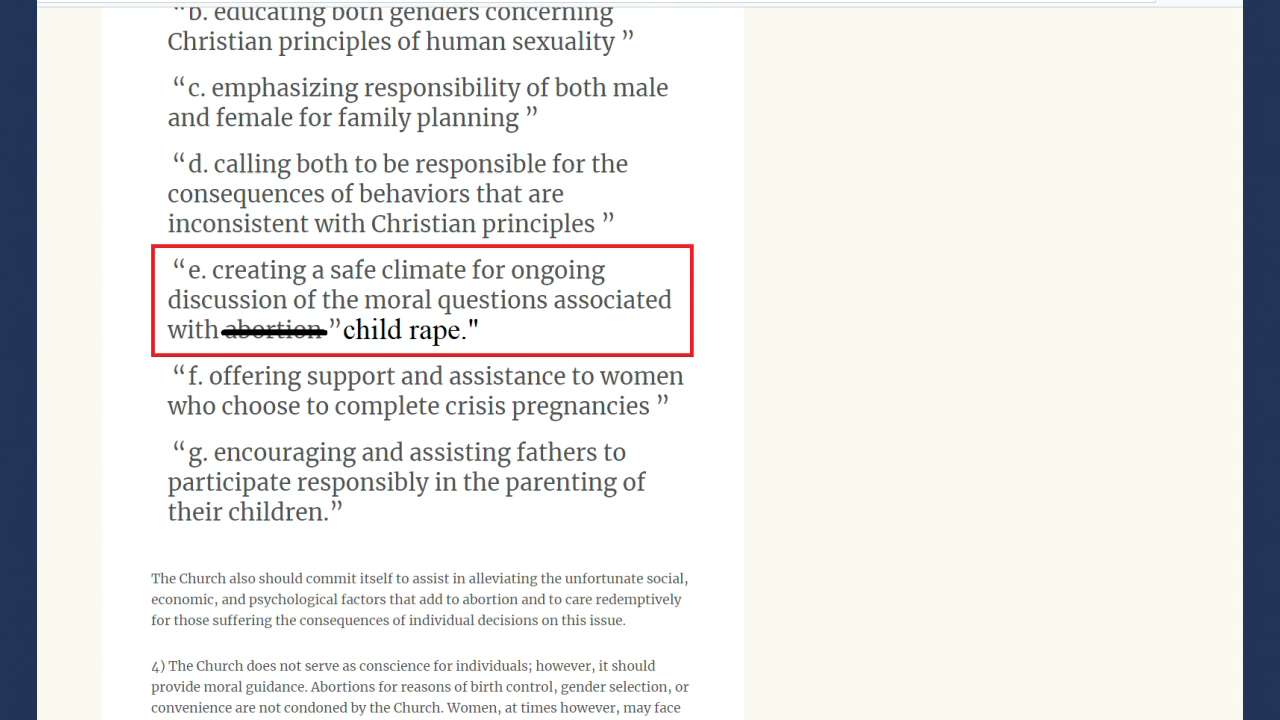 “b. educating both genders concerning
Christian principles of human sexuality ”
“c. emphasizing responsibility of both male
and female for family planning ”
“d. calling both to be responsible for the
consequences of behaviors that are
inconsistent with Christian principles ”
“e. creating a safe climate for ongoing
discussion of the moral questions associated
with abortion ”child rape."
“f. offering support and assistance to women
who choose to complete crisis pregnancies ”
“g. encouraging and assisting fathers to
participate responsibly in the parenting of
their children.”
The Church also should commit itself to assist in alleviating the unfortunate social,
economic, and psychological factors that add to abortion and to care redemptively
for those suffering the consequences of individual decisions on this issue.
4) The Church does not serve as conscience for individuals; however, it should
provide moral guidance. Abortions for reasons of birth control, gender selection, or
convenience are not condoned by the Church. Women, at times however, may face